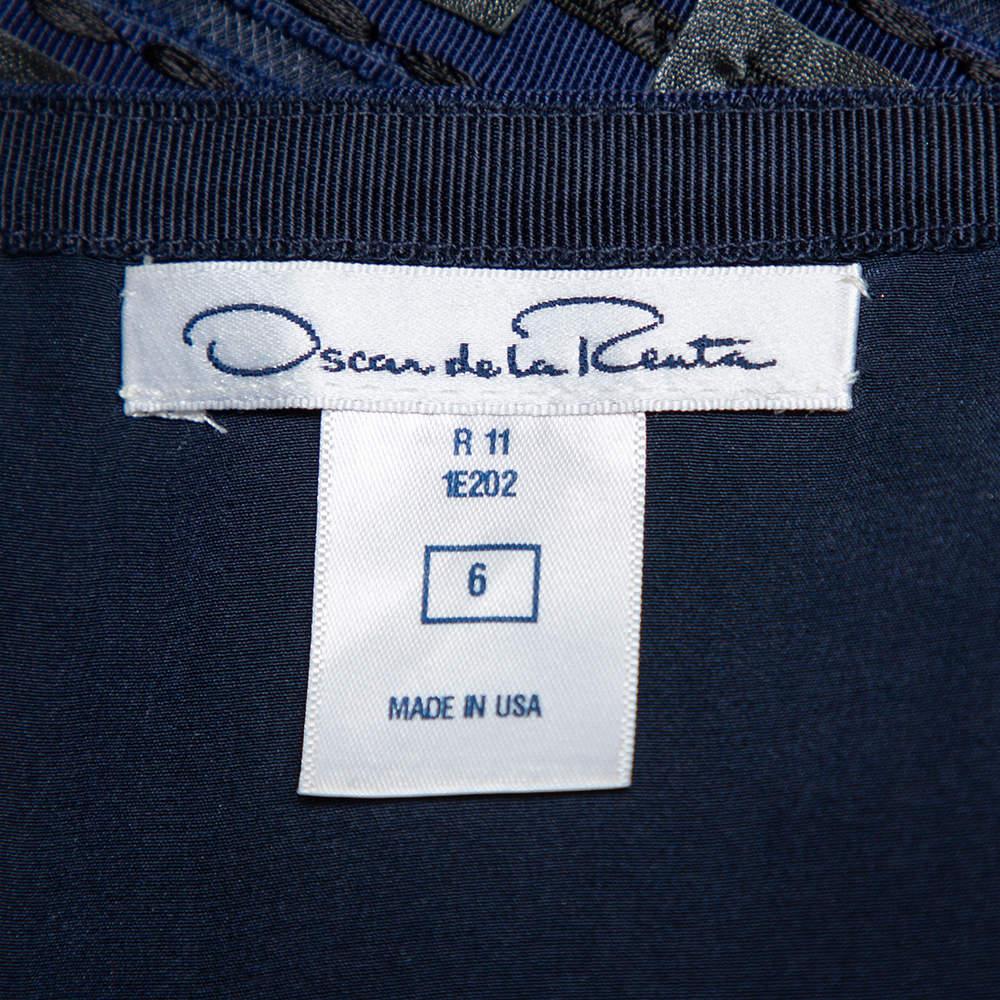 Oscar de la Renta
R 11
1E202
6
MADE IN USA